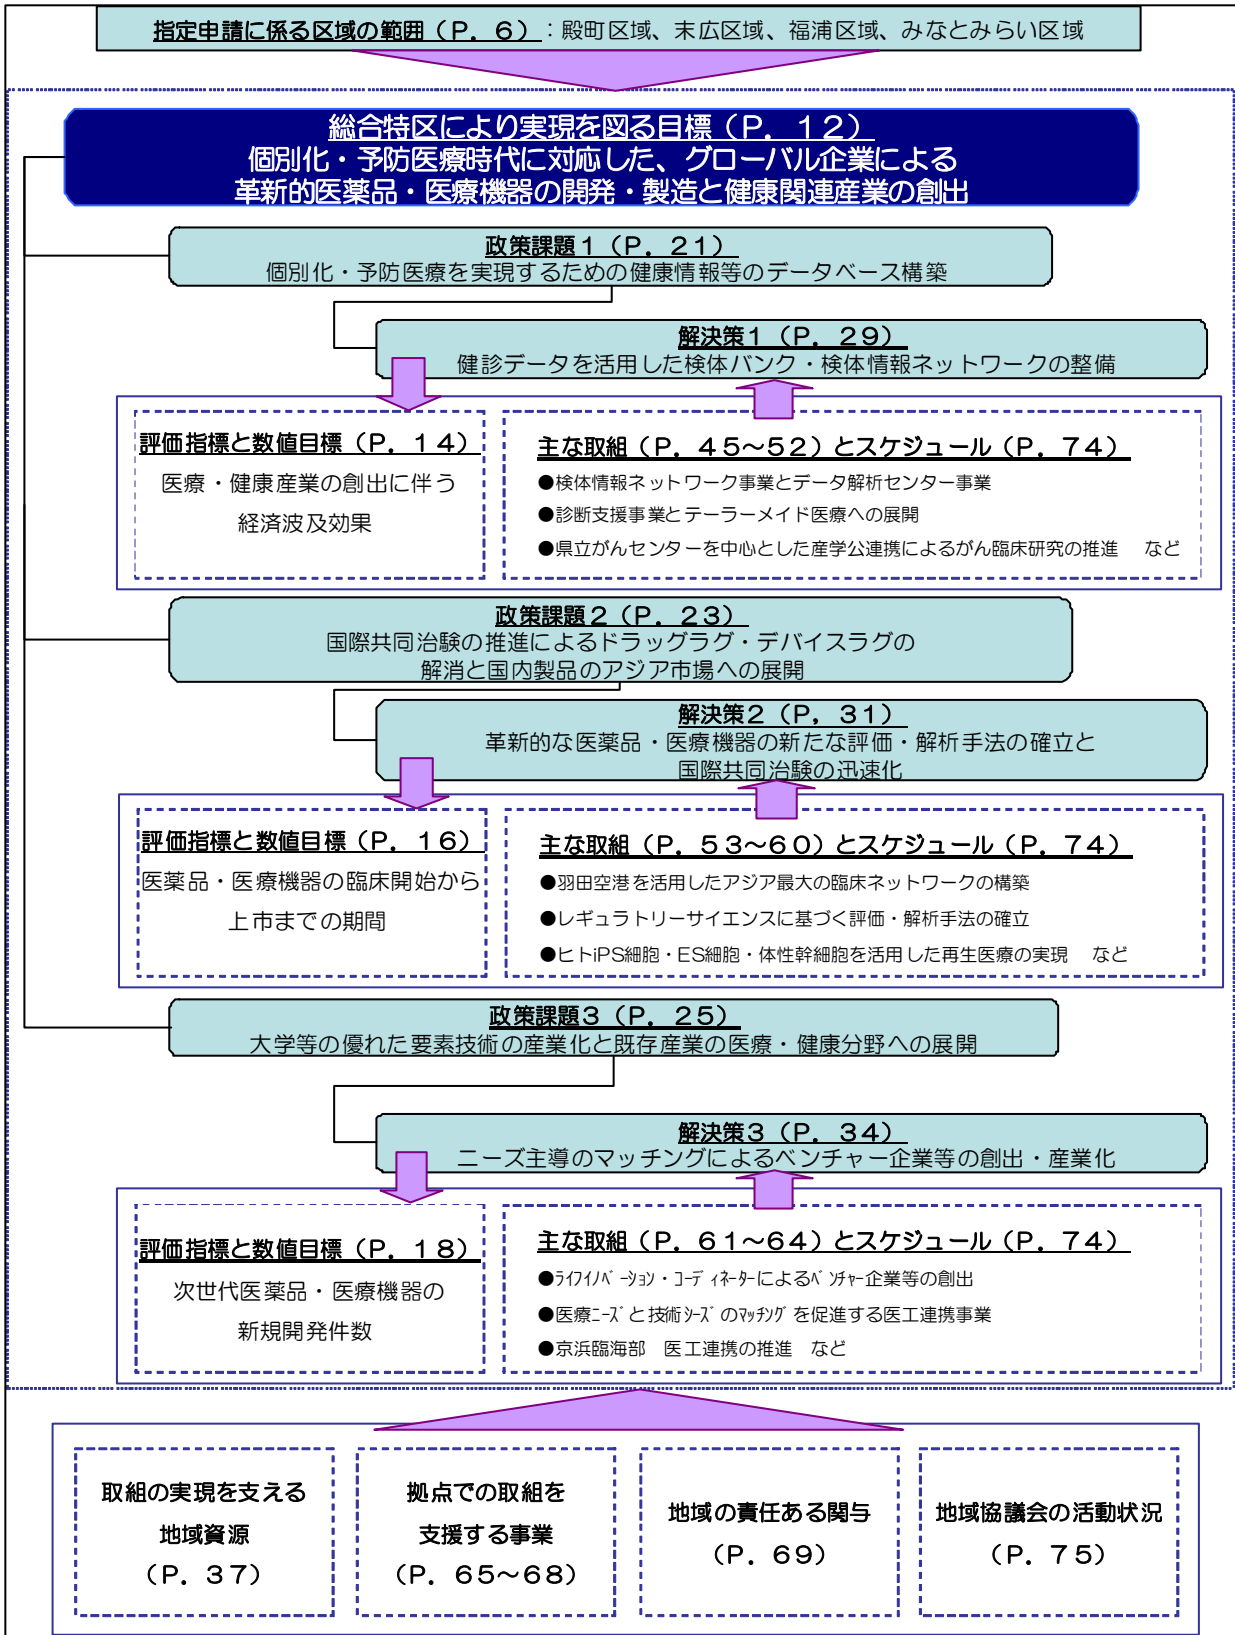 指定申請に係る区域の範囲（Ｐ．６）：殿町区域、末広区域、福浦区域、みなとみらい区域
総合特区により実現を図る目標（Ｐ．１２）
個別化・予防医療時代に対応した、グローバル企業による
革新的医薬品・医療機器の開発・製造と健康関連産業の創出
政策課題１（Ｐ．２１）
個別化・予防医療を実現するための健康情報等のデータベース構築
解決策１（Ｐ．２９）
健診データを活用した検体バンク・検体情報ネットワークの整備
評価指標と数値目標（Ｐ．１４）
医療・健康産業の創出に伴う
経済波及効果
主な取組（Ｐ．４５～５２）とスケジュール（Ｐ．７４）
●検体情報ネットワーク事業とデータ解析センター事業
●診断支援事業とテーラーメイド医療への展開
●県立がんセンターを中心とした産学公連携によるがん臨床研究の推進　など
政策課題２（Ｐ．２３）
国際共同治験の推進によるドラッグラグ・デバイスラグの
解消と国内製品のアジア市場への展開
解決策２（Ｐ，３１）
革新的な医薬品・医療機器の新たな評価・解析手法の確立と
国際共同治験の迅速化
評価指標と数値目標（Ｐ．１６）
医薬品・医療機器の臨床開始から
上市までの期間
主な取組（Ｐ．５３～６０）とスケジュール（Ｐ．７４）
●羽田空港を活用したアジア最大の臨床ネットワークの構築
●レギュラトリーサイエンスに基づく評価・解析手法の確立
●ヒトiPS細胞・ES細胞・体性幹細胞を活用した再生医療の実現　など
政策課題３（Ｐ．２５）
大学等の優れた要素技術の産業化と既存産業の医療・健康分野への展開
解決策３（Ｐ．３４）
ニーズ主導のマッチングによるベンチャー企業等の創出・産業化
評価指標と数値目標（Ｐ．１８）
次世代医薬品・医療機器の
新規開発件数
主な取組（Ｐ．６１～６４）とスケジュール（Ｐ．７４）
●ﾗｲﾌｲﾉﾍﾞｰｼｮﾝ・ｺｰﾃﾞｨﾈｰﾀｰによるﾍﾞﾝﾁｬｰ企業等の創出
●医療ﾆｰｽﾞと技術ｼｰｽﾞのﾏｯﾁﾝｸﾞを促進する医工連携事業
●京浜臨海部　医工連携の推進　など
取組の実現を支える
地域資源
（Ｐ．３７）
拠点での取組を
支援する事業
（Ｐ．６５～６８）
地域の責任ある関与
（Ｐ．６９）
地域協議会の活動状況
（Ｐ．７５）